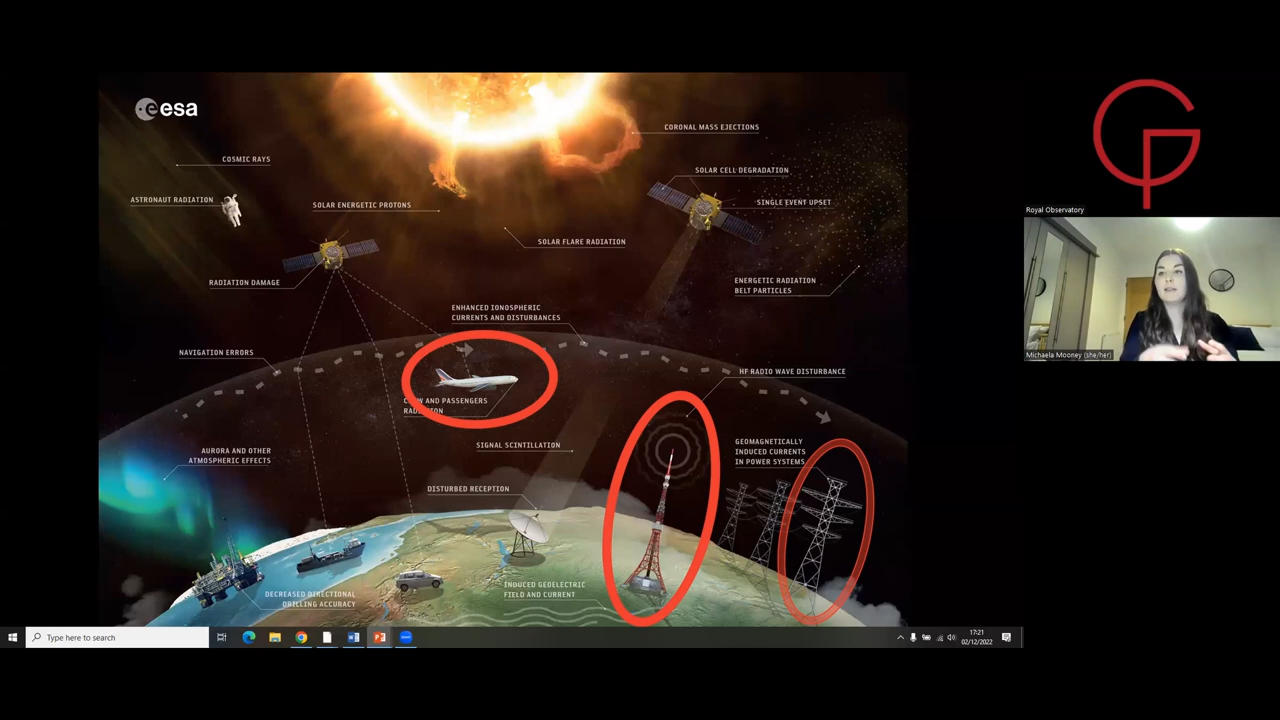 esa
CORONAL MASS EJECTIONS
COSMIC RAYS
SOLAR CELL DEGRADATION
ASTRONAUT RADIATION
SOLAR ENERGETIC PROTONS
SINGLE EVENT UPSET
Royal Observatory
SOLAR FLARE RADIATION
RADIATION DAMAGE
ENERGETIC RADIATION
BELT PARTICLES
ENHANCED IONOSPHERIC
CURRENTS AND DISTURBANCES
NAVIGATION ERRORS
Michaela Mooney (she/her)
HF RADIO WAVE DISTURBANCE
CREW AND PASSENGERS
RADIATION
SIGNAL SCINTILLATION
GEOMAGNETICALLY
INDUCED CURRENTS
IN POWER SYSTEMS
AURORA AND OTHER
ATMOSPHERIC EFFECTS
DISTURBED RECEPTION
INDUCED GEOELECTRIC
FIELD AND CURRENT
DECREASED DIRECTIONAL
DRILLING ACCURACY
Type here to search
17:21
02/12/2022